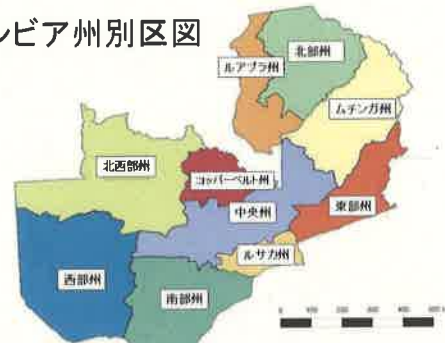 ンビア州別区図
北部州
ルアプラ州
ムチンガ州
北西部州
コッパーベルト州
中央州
東部州
ルサカ州
西部州
南部州